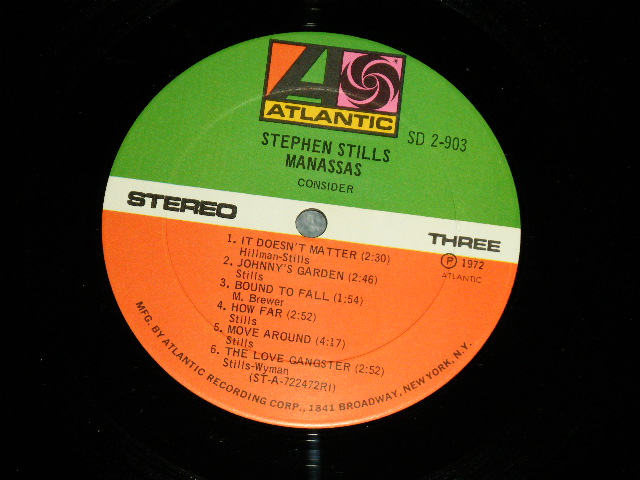 ATLANTIC
SD 2-903
STEPHEN STILLS
MANASSAS
CONSIDER
STEREO
THREE
1. IT DOESN'T MATTER (2:30)
Hillman-Stills
2. JOHNNY'S GARDEN (2:46)
Stills
3. BOUND TO FALL (1:54)
M. Brewer
4. HOW FAR (2:52)
Stills
5. MOVE AROUND (4:17)
Stills
6. THE LOVE GANGSTER (2:52)
Stills-Wyman
(ST-A-722472RI)
℗ 1972
ATLANTIC
MFG. BY ATLANTIC RECORDING CORP., 1841 BROADWAY, NEW YORK, N.Y.